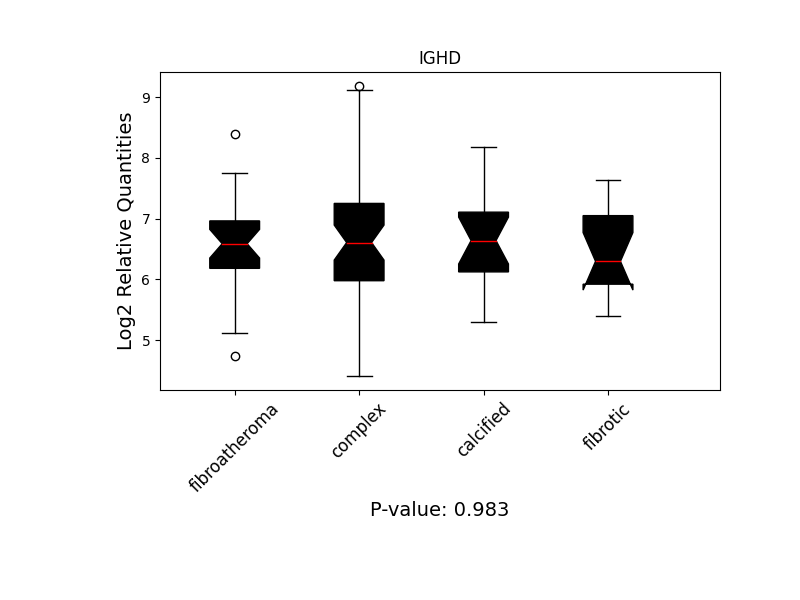 IGHD
Log2 Relative Quantities
9
8
7
6
5
fibroatheroma
complex
calcified
fibrotic
P-value: 0.983